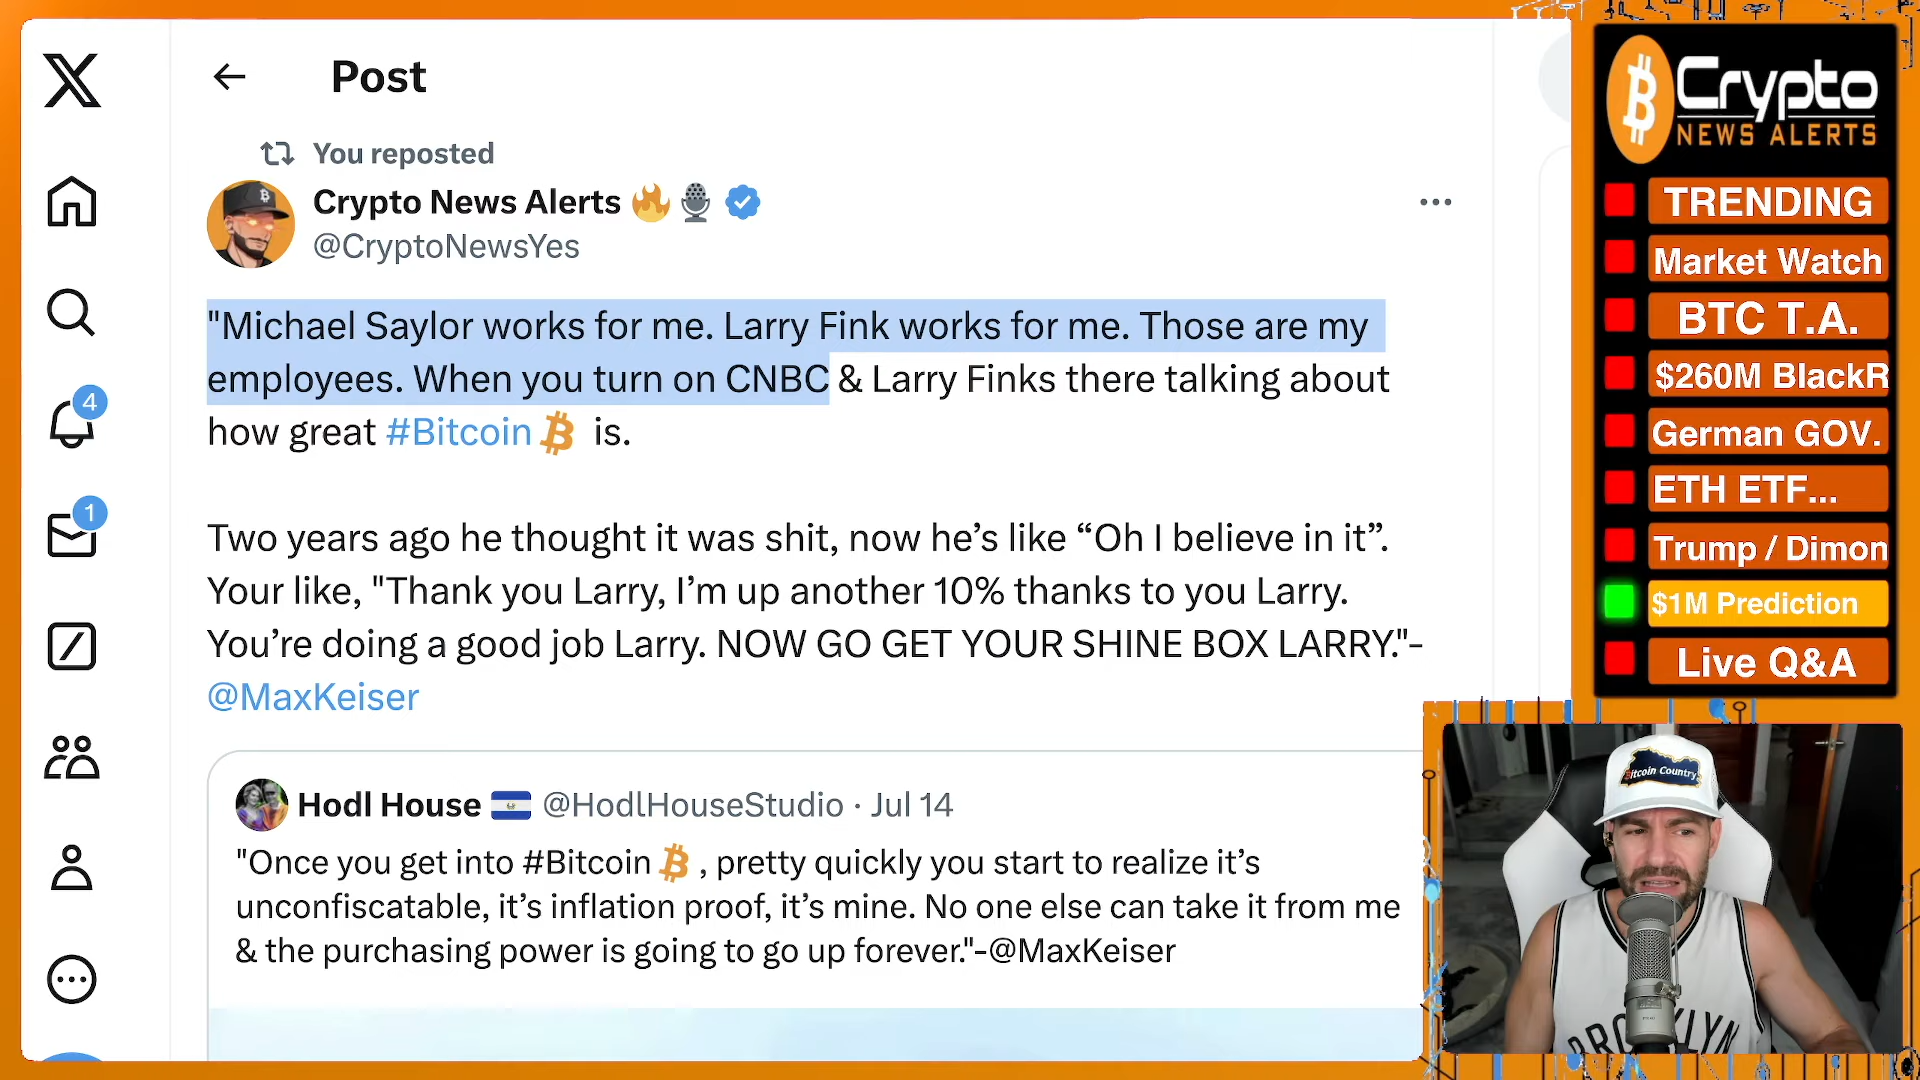 Post
You reposted
Crypto News Alerts
@CryptoNewsYes
"Michael Saylor works for me. Larry Fink works for me. Those are my
employees. When you turn on CNBC & Larry Finks there talking about
how great #Bitcoin is.
Two years ago he thought it was shit, now he's like “Oh I believe in it”.
Your like, "Thank you Larry, I'm up another 10% thanks to you Larry.
You're doing a good job Larry. NOW GO GET YOUR SHINE BOX LARRY."-
@MaxKeiser
Hodl House @HodlHouseStudio · Jul 14
"Once you get into #Bitcoin , pretty quickly you start to realize it's
unconfiscatable, it's inflation proof, it's mine. No one else can take it from me
& the purchasing power is going to go up forever."-@MaxKeiser
4
1
Crypto
NEWS ALERTS
TRENDING
Market Watch
BTC T.A.
$260M BlackR
German GOV.
ETH ETF...
Trump / Dimon
$1M Prediction
Live Q&A
Bitcoin Country
BROOKLYN